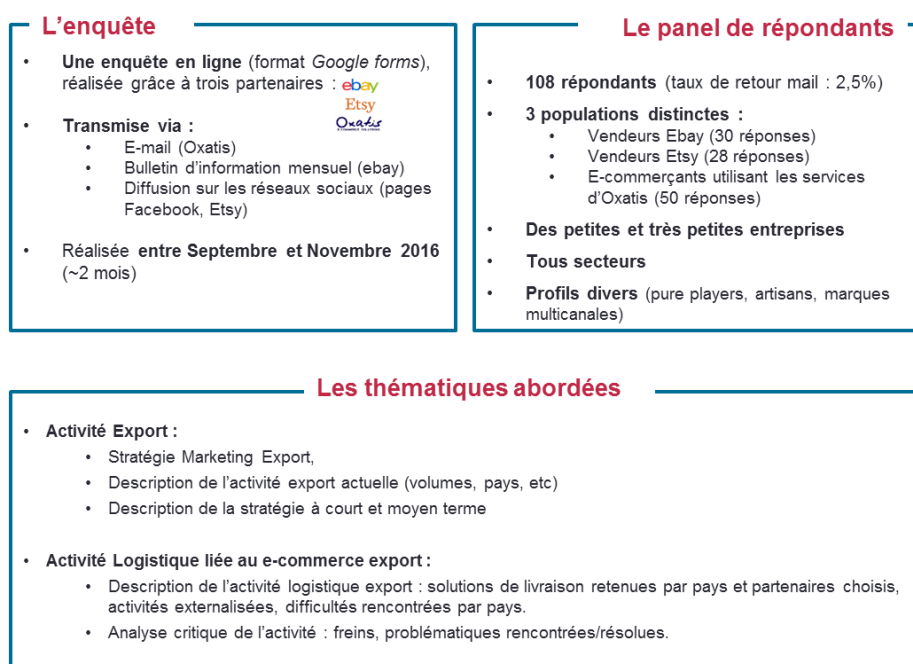 L'enquête
• Une enquête en ligne (format Google forms),
réalisée grâce à trois partenaires :
ebay
Etsy
Oxatis
• Transmise via :
• E-mail (Oxatis)
• Bulletin d'information mensuel (ebay)
• Diffusion sur les réseaux sociaux (pages
Facebook, Etsy)
• Réalisée entre Septembre et Novembre 2016
(~2 mois)
Le panel de répondants
• 108 répondants (taux de retour mail : 2,5%)
• 3 populations distinctes :
• Vendeurs Ebay (30 réponses)
• Vendeurs Etsy (28 réponses)
• E-commerçants utilisant les services
d'Oxatis (50 réponses)
• Des petites et très petites entreprises
• Tous secteurs
• Profils divers (pure players, artisans, marques
multicanales)
Les thématiques abordées
• Activité Export :
• Stratégie Marketing Export,
• Description de l'activité export actuelle (volumes, pays, etc)
• Description de la stratégie à court et moyen terme
• Activité Logistique liée au e-commerce export :
• Description de l'activité logistique export : solutions de livraison retenues par pays et partenaires choisis,
activités externalisées, difficultés rencontrées par pays.
• Analyse critique de l'activité : freins, problématiques rencontrées/résolues.